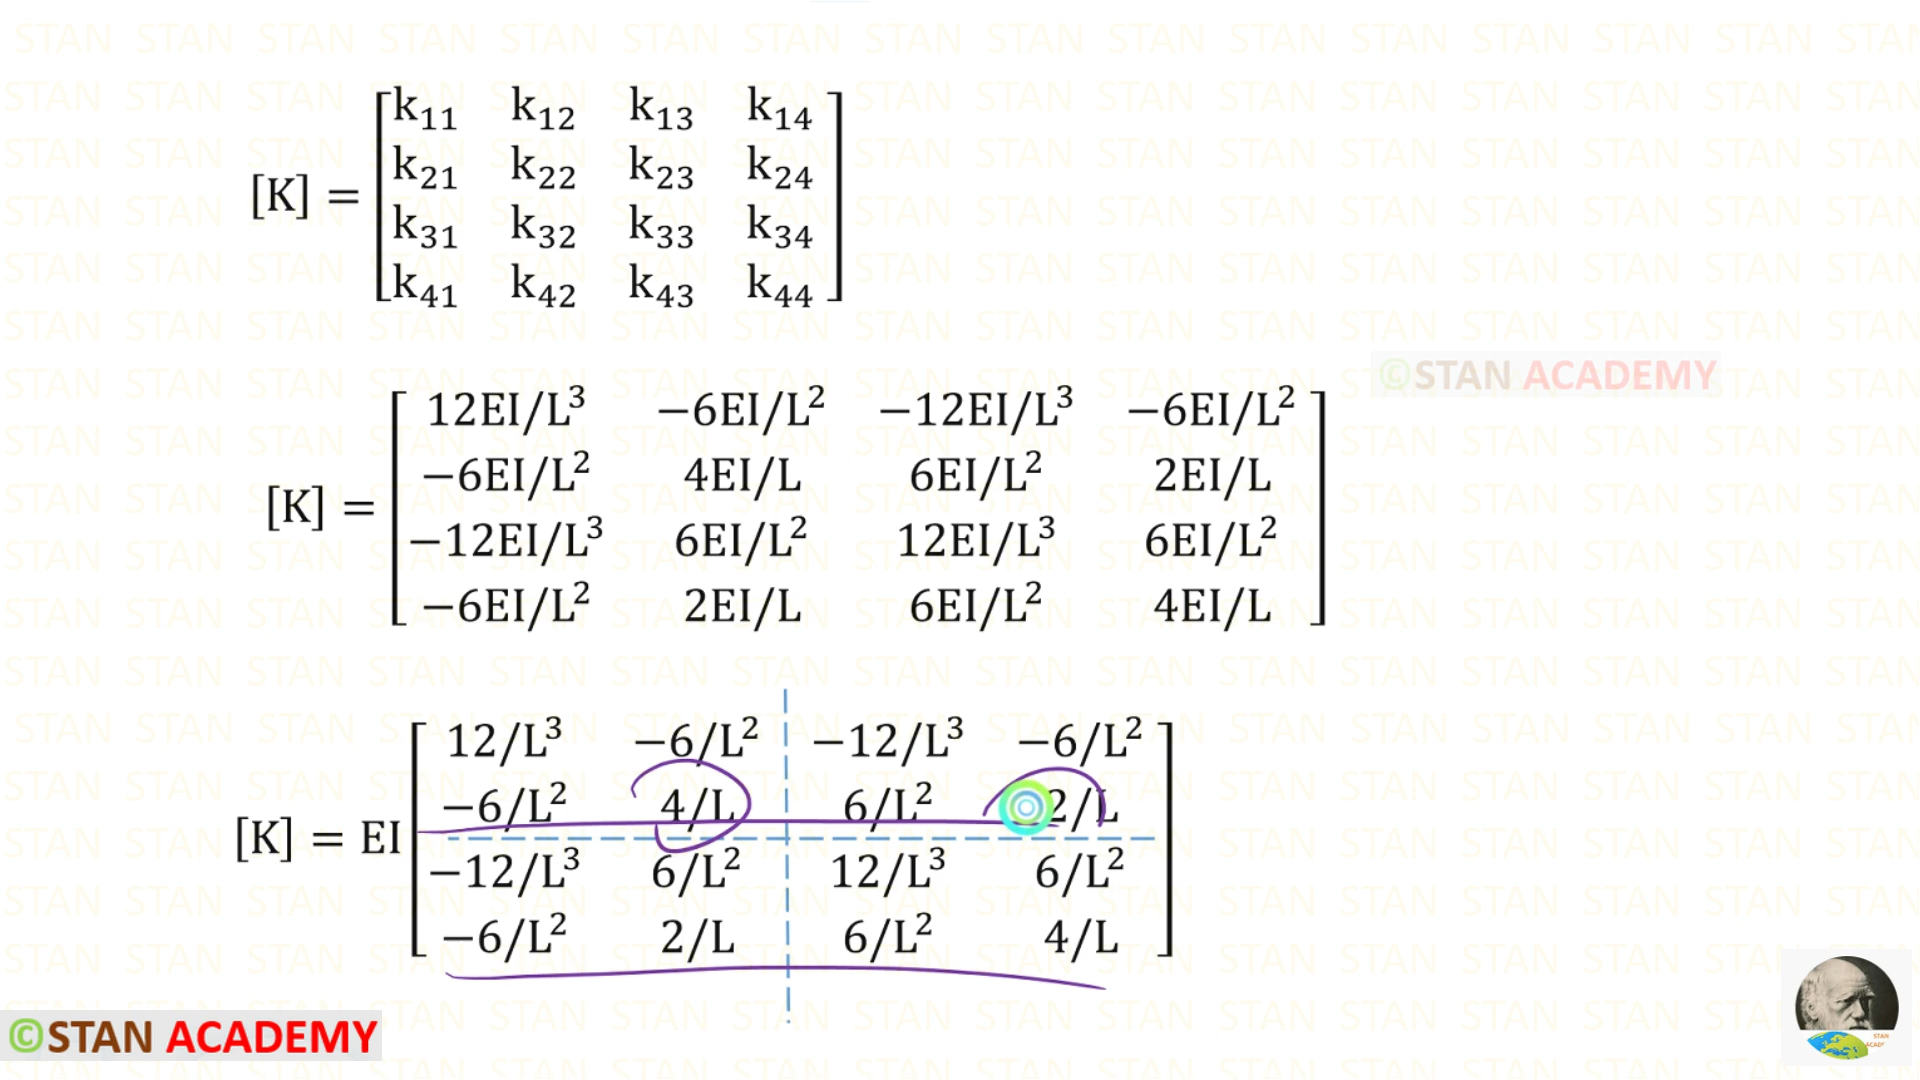 k₁₁ k₁₂ k₁₃ k₁₄
k₂₁ k₂₂ k₂₃ k₂₄
[K] =
k₃₁ k₃₂ k₃₃ k₃₄
k₄₁ k₄₂ k₄₃ k₄₄
©STAN ACADEMY
12EI/L³ −6EI/L² −12EI/L³ −6EI/L²
−6EI/L² 4EI/L 6EI/L² 2EI/L
[K] =
−12EI/L³ 6EI/L² 12EI/L³ 6EI/L²
−6EI/L² 2EI/L 6EI/L² 4EI/L
12/L³ −6/L² −12/L³ −6/L²
−6/L² 4/L 6/L² 2/L
[K] = EI
−12/L³ 6/L² 12/L³ 6/L²
−6/L² 2/L 6/L² 4/L
©STAN ACADEMY
STAN